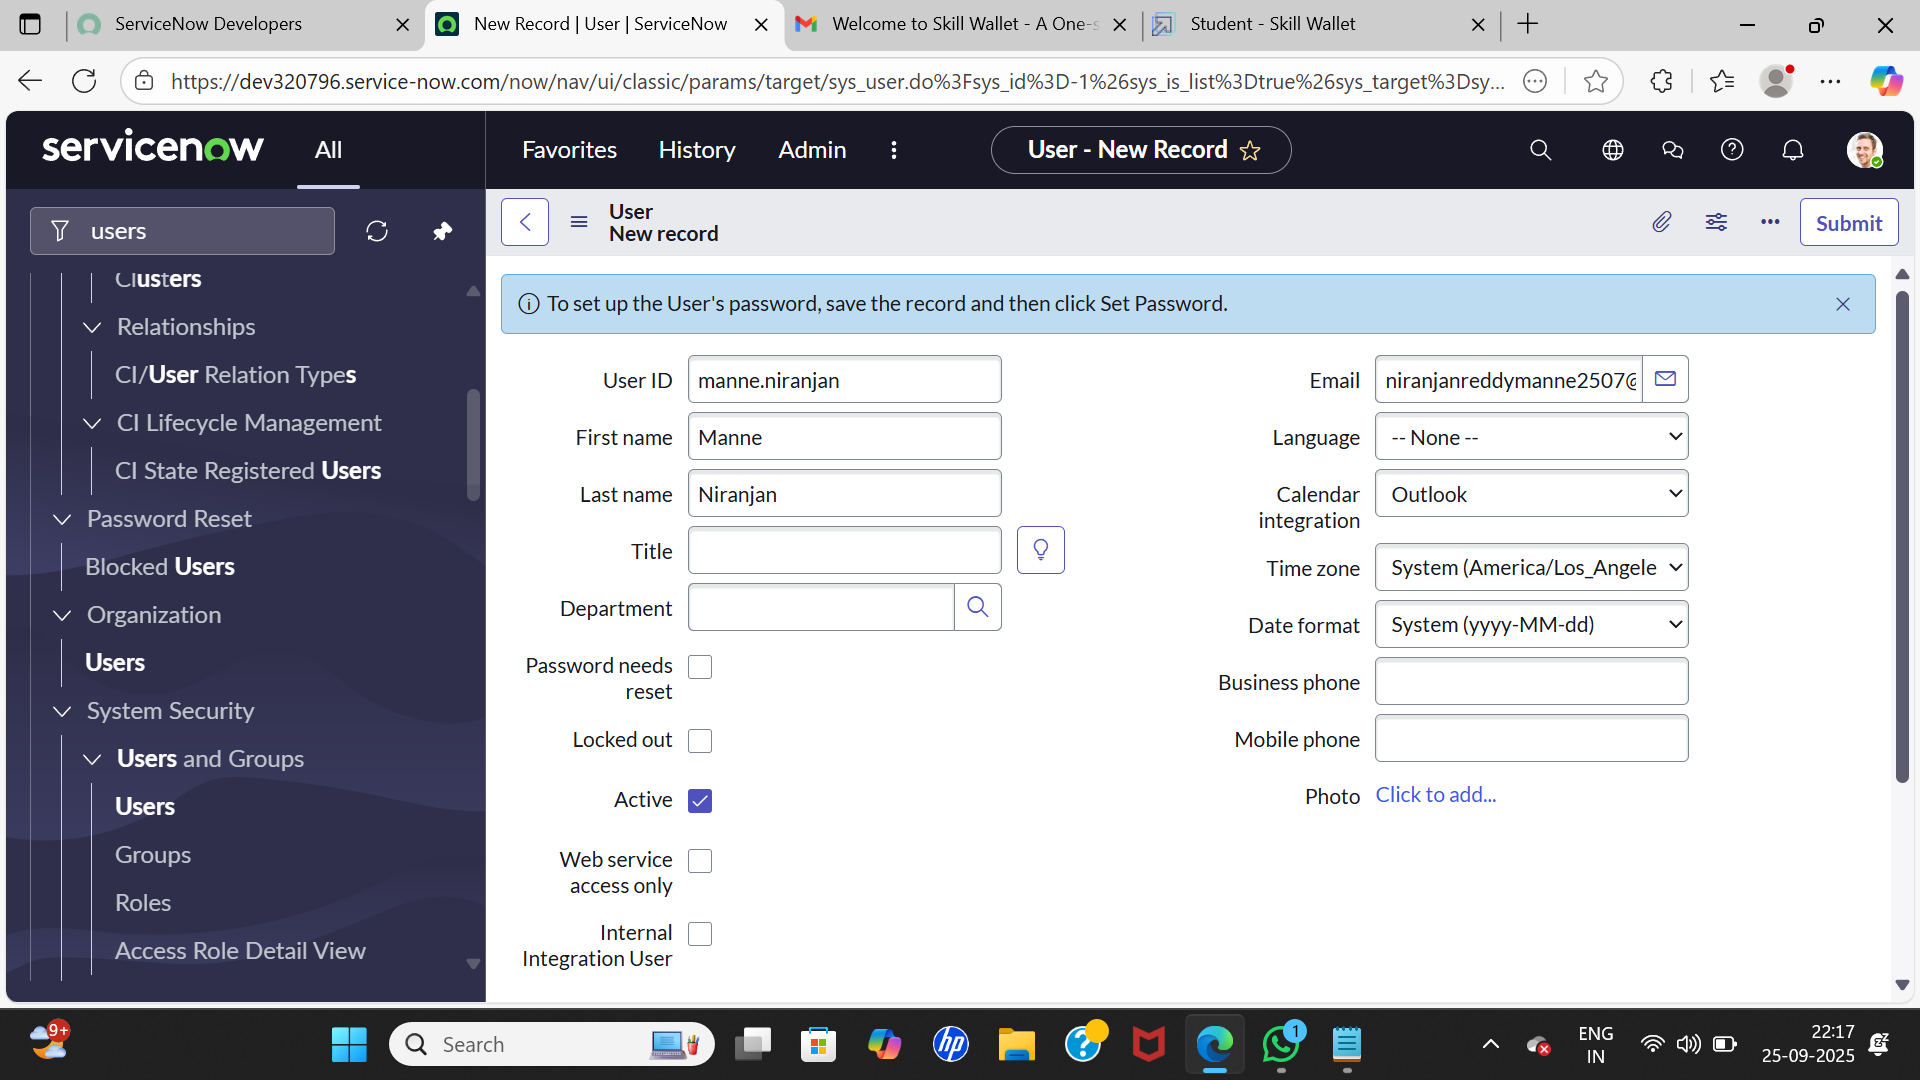 ServiceNow Developers
New Record | User | ServiceNow
Welcome to Skill Wallet - A One-s
Student - Skill Wallet
https://dev320796.service-now.com/now/nav/ui/classic/params/target/sys_user.do%3Fsys_id%3D-1%26sys_is_list%3Dtrue%26sys_target%3Dsy...
servicenow
All
Favorites
History
Admin
User - New Record
users
Clusters
Relationships
CI/User Relation Types
CI Lifecycle Management
CI State Registered Users
Password Reset
Blocked Users
Organization
Users
System Security
Users and Groups
Users
Groups
Roles
Access Role Detail View
User
New record
Submit
To set up the User's password, save the record and then click Set Password.
User ID
manne.niranjan
First name
Manne
Last name
Niranjan
Title
Department
Password needs
reset
Locked out
Active
Web service
access only
Internal
Integration User
Email
niranjanreddymanne2507@
Language
-- None --
Calendar
integration
Outlook
Time zone
System (America/Los_Angele
Date format
System (yyyy-MM-dd)
Business phone
Mobile phone
Photo
Click to add...
9+
Search
hp
1
ENG
IN
22:17
25-09-2025